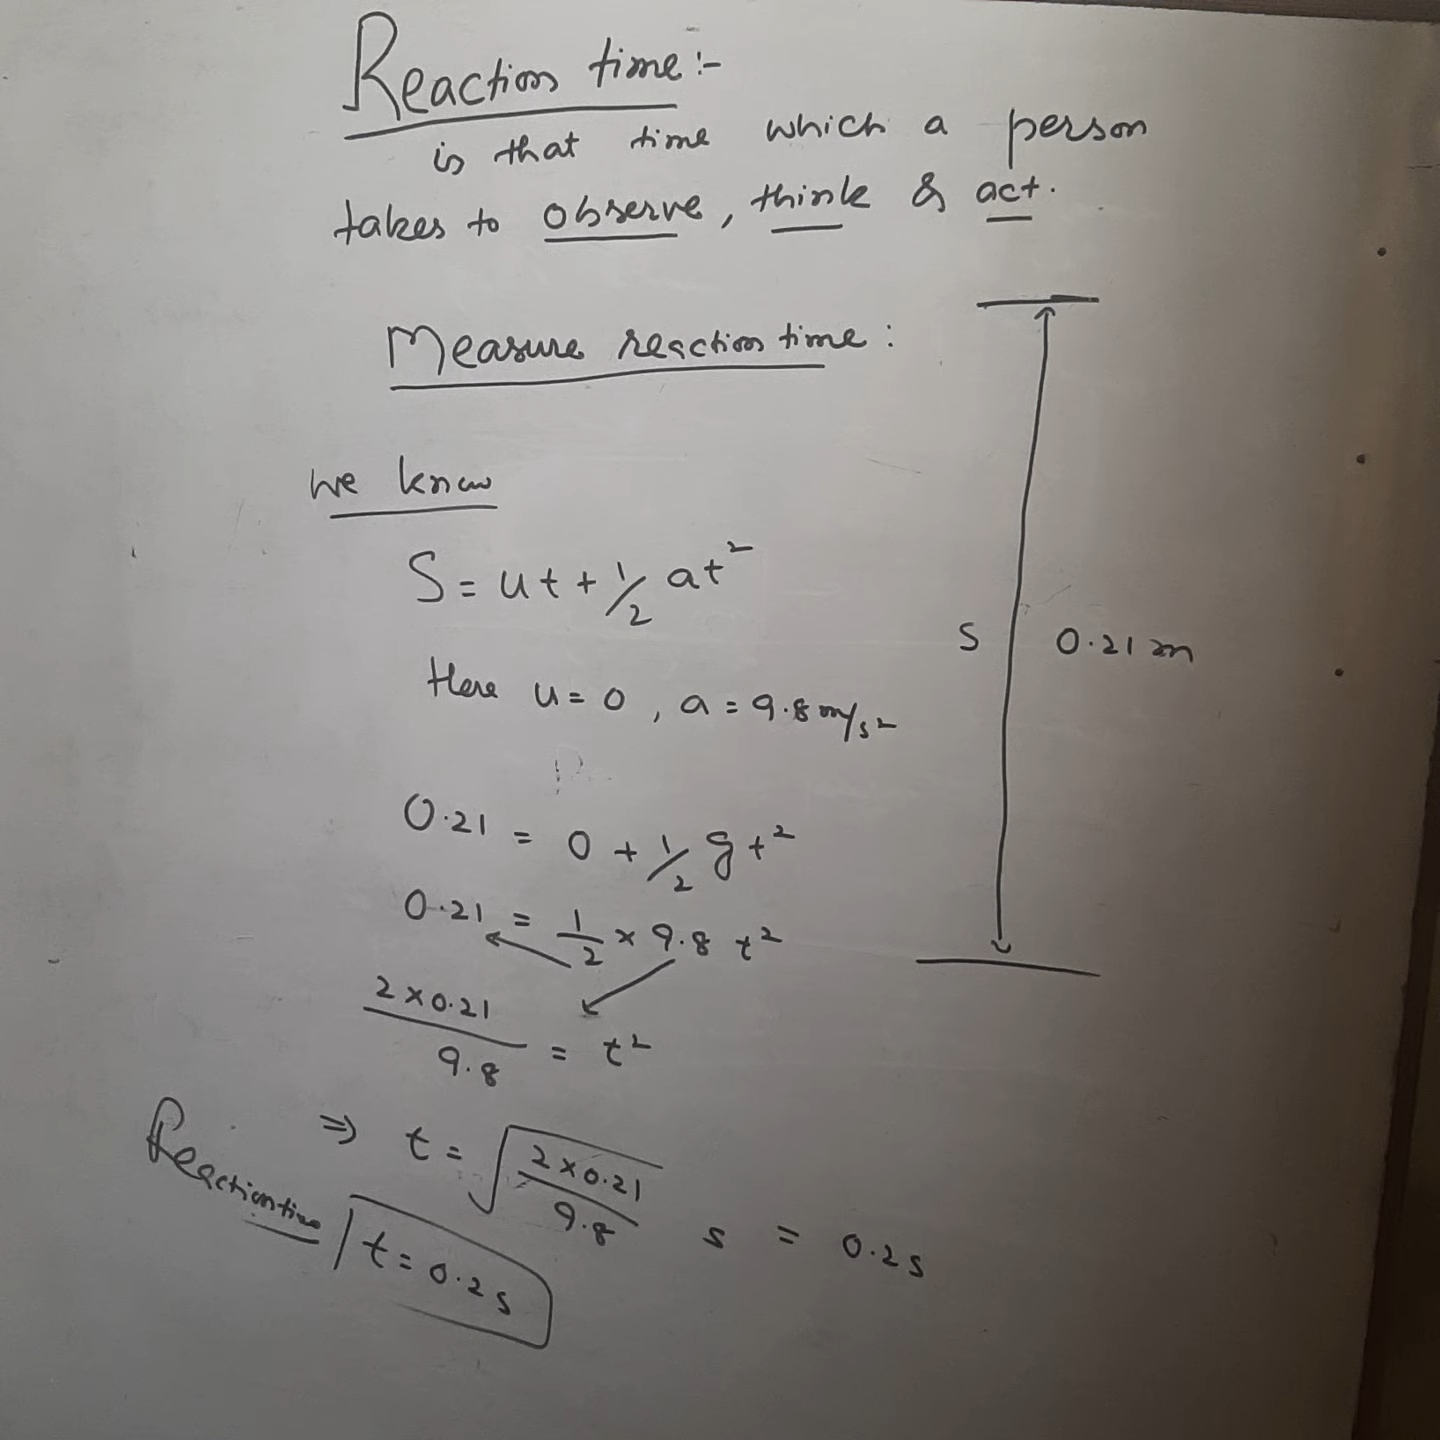 Reaction time :-
is that time which a person
takes to observe, think & act.
Measure reaction time :
We know
S = ut + 1/2 at²
Here u = 0, a = 9.8 m/s²
S 0.21 m
0.21 = 0 + 1/2 gt²
0.21 = 1/2 × 9.8 t²
2×0.21/9.8 = t²
⇒ t = √(2×0.21/9.8) s = 0.2s
Reaction time t = 0.2 s